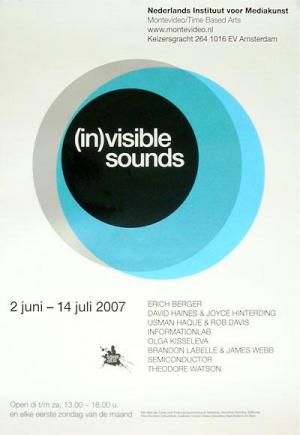 Nederlands Instituut voor Mediakunst
Montevideo/Time Based Arts
www.montevideo.nl
Keizersgracht 264 1016 EV Amsterdam
(in)visible
sounds
2 juni – 14 juli 2007
ERICH BERGER
DAVID HAINES & JOYCE HINTERDING
USMAN HAQUE & ROB DAVIS
INFORMATIONLAB
OLGA KISSELEVA
BRANDON LABELLE & JAMES WEBB
SEMICONDUCTOR
THEODORE WATSON
Open di t/m za, 13.00 – 18.00 u.
en elke eerste zondag van de maand